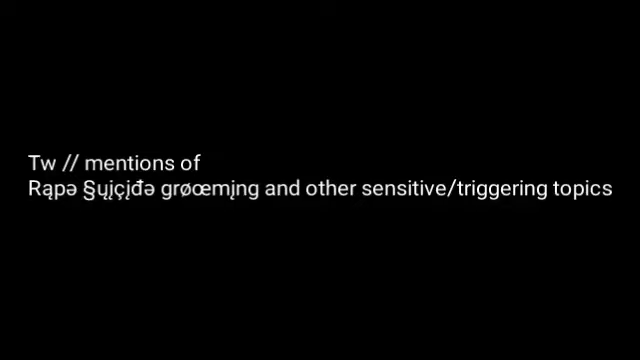 Tw // mentions of
Rąpə §ųįçįđə grøœmįng and other sensitive/triggering topics